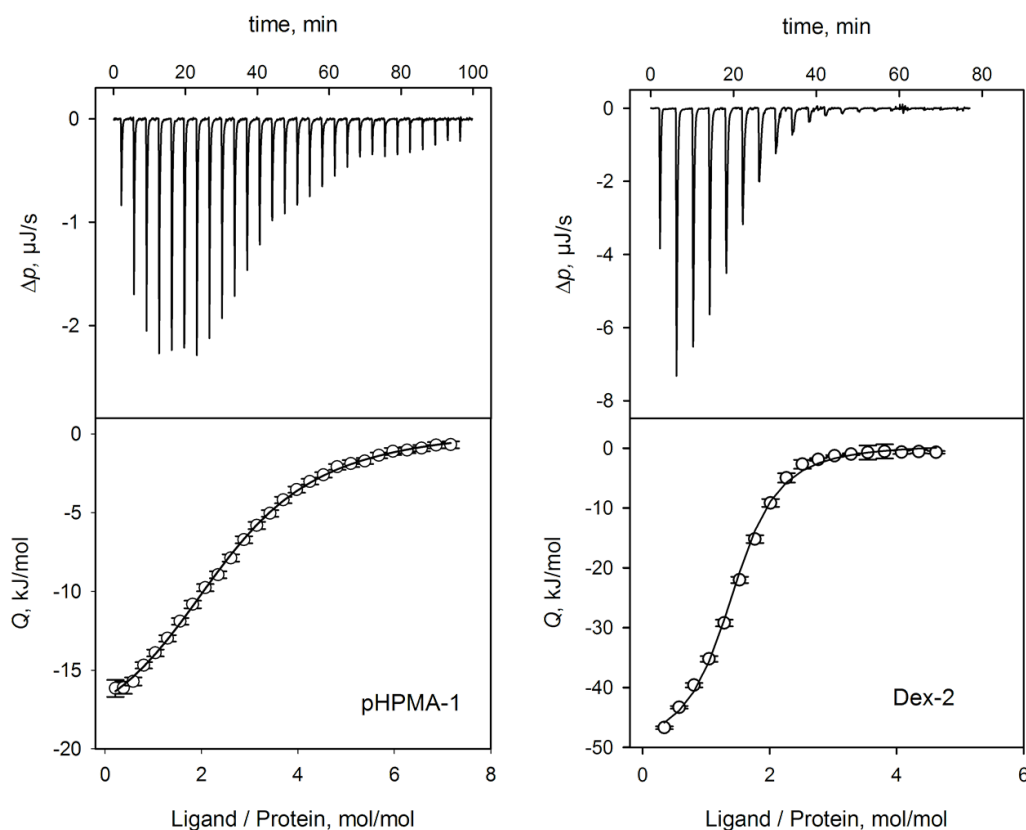 time, min
0 20 40 60 80 100
0
-1
-2
Δp, µJ/s
0
-5
-10
-15
-20
Q, kJ/mol
pHPMA-1
0 2 4 6 8
Ligand / Protein, mol/mol
time, min
0 20 40 60 80
0
-2
-4
-6
-8
Δp, µJ/s
0
-10
-20
-30
-40
-50
Q, kJ/mol
Dex-2
0 2 4 6
Ligand / Protein, mol/mol